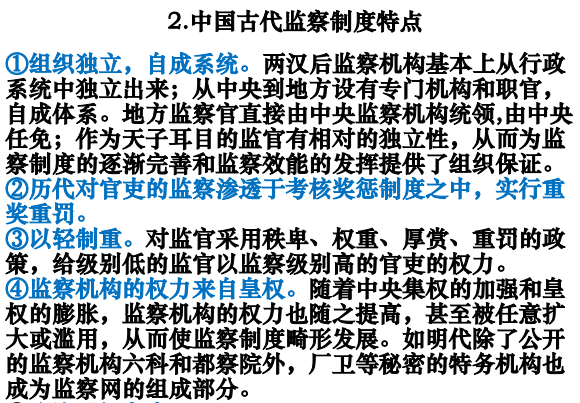 2.中国古代监察制度特点
①组织独立，自成系统。两汉后监察机构基本上从行政
系统中独立出来；从中央到地方设有专门机构和职官，
自成体系。地方监察官直接由中央监察机构统领,由中央
任免；作为天子耳目的监官有相对的独立性，从而为监
察制度的逐渐完善和监察效能的发挥提供了组织保证。
②历代对官吏的监察渗透于考核奖惩制度之中，实行重
奖重罚。
③以轻制重。对监官采用秩卑、权重、厚赏、重罚的政
策，给级别低的监官以监察级别高的官吏的权力。
④监察机构的权力来自皇权。随着中央集权的加强和皇
权的膨胀，监察机构的权力也随之提高，甚至被任意扩
大或滥用，从而使监察制度畸形发展。如明代除了公开
的监察机构六科和都察院外，厂卫等秘密的特务机构也
成为监察网的组成部分。